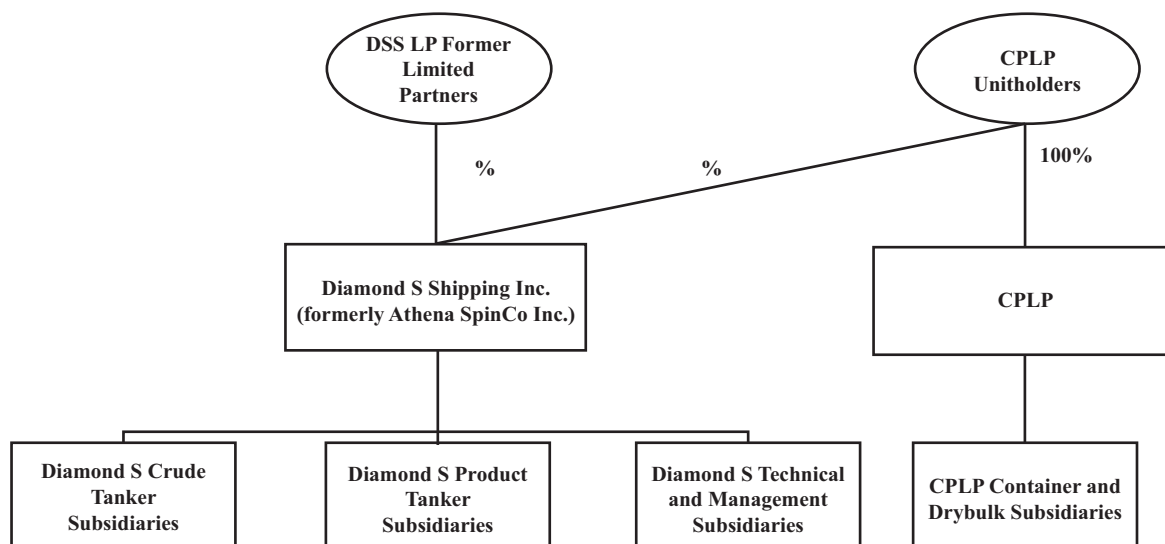 DSS LP Former
Limited
Partners
CPLP
Unitholders
%
%
100%
Diamond S Shipping Inc.
(formerly Athena SpinCo Inc.)
CPLP
Diamond S Crude
Tanker
Subsidiaries
Diamond S Product
Tanker
Subsidiaries
Diamond S Technical
and Management
Subsidiaries
CPLP Container and
Drybulk Subsidiaries